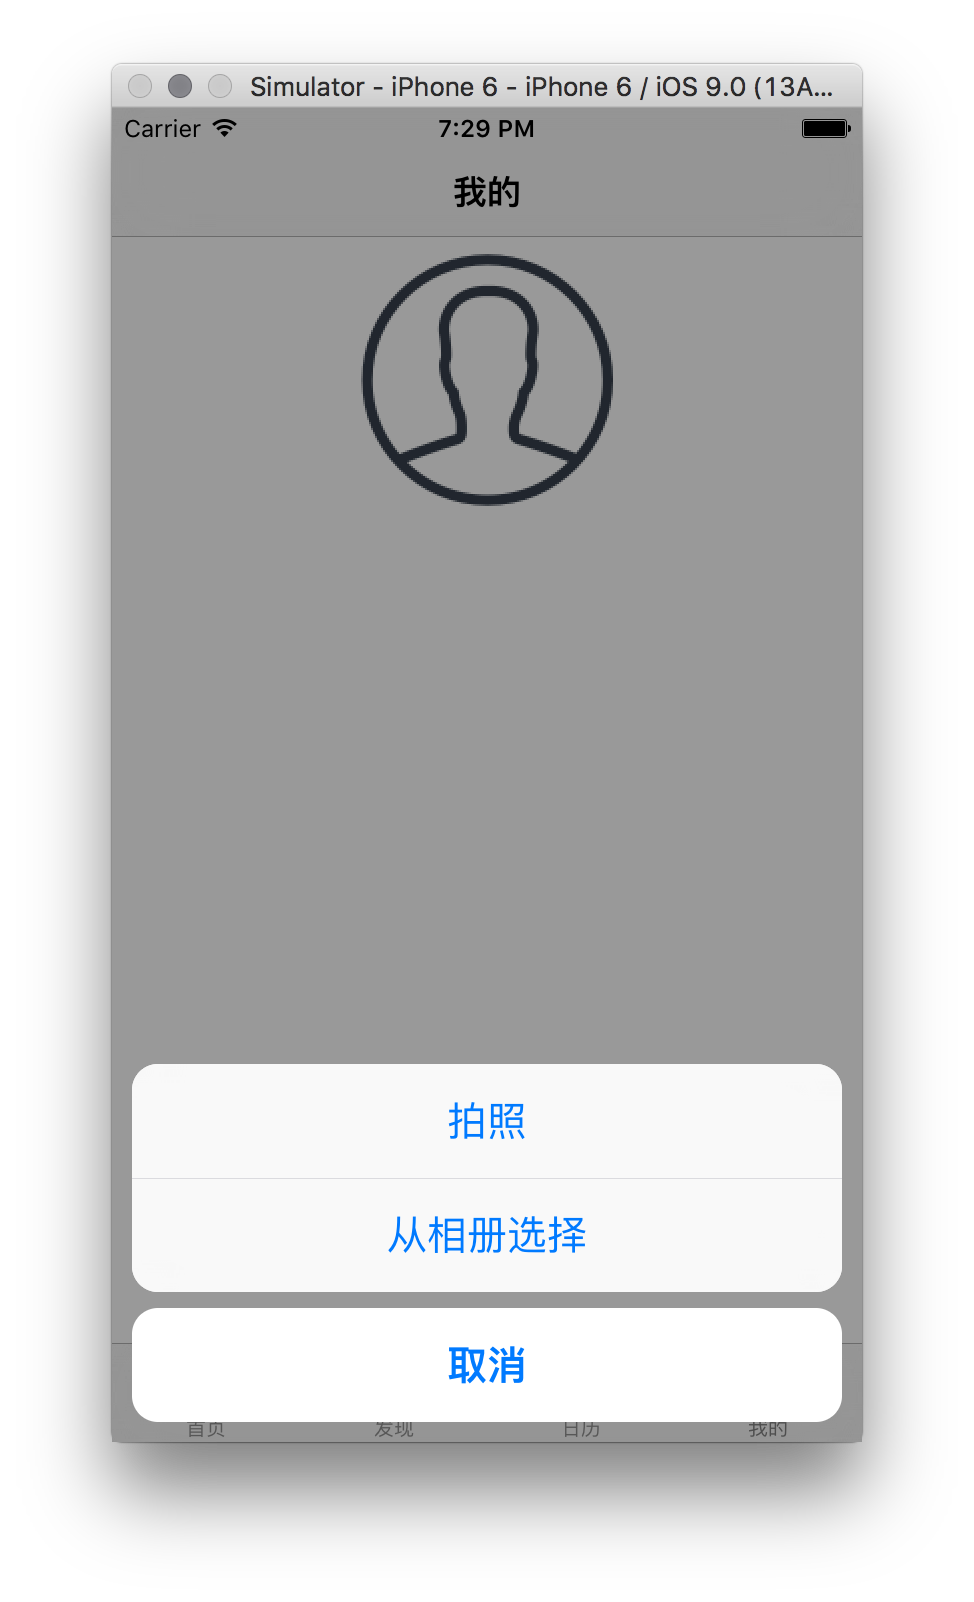 Simulator - iPhone 6 - iPhone 6 / iOS 9.0 (13A...
Carrier 7:29 PM
我的
拍照
从相册选择
取消
首页 发现 日历 我的